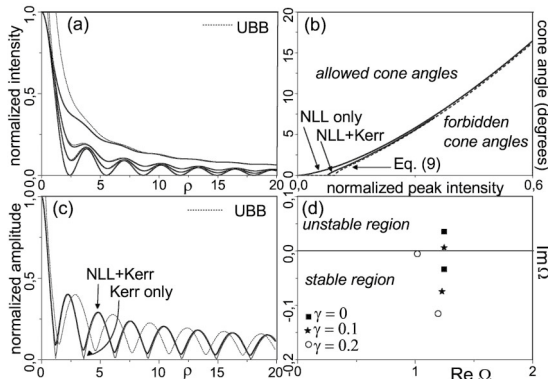 (a)
UBB
normalized intensity
1,0
0,5
0,0
0
5
10
15
20
ρ
(b)
allowed cone angles
NLL only
NLL+Kerr
forbidden
cone angles
Eq. (9)
cone angle (degrees)
20
15
10
5
0
0,0
0,6
normalized peak intensity
(c)
UBB
NLL+Kerr
Kerr only
normalized amplitude
1,0
0,5
0,0
0
5
10
15
20
ρ
(d)
unstable region
stable region
γ = 0
γ = 0.1
γ = 0.2
0,1
0,0
-0,1
-0,2
0
1
2
Re Ω
Im Ω